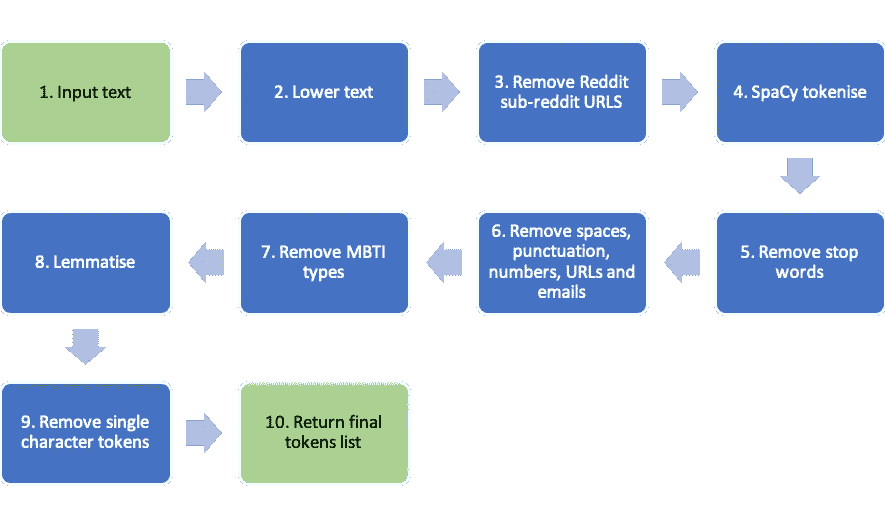 1. Input text
2. Lower text
3. Remove Reddit
sub-reddit URLS
4. SpaCy tokenise
5. Remove stop
words
6. Remove spaces,
punctuation,
numbers, URLs and
emails
7. Remove MBTI
types
8. Lemmatise
9. Remove single
character tokens
10. Return final
tokens list